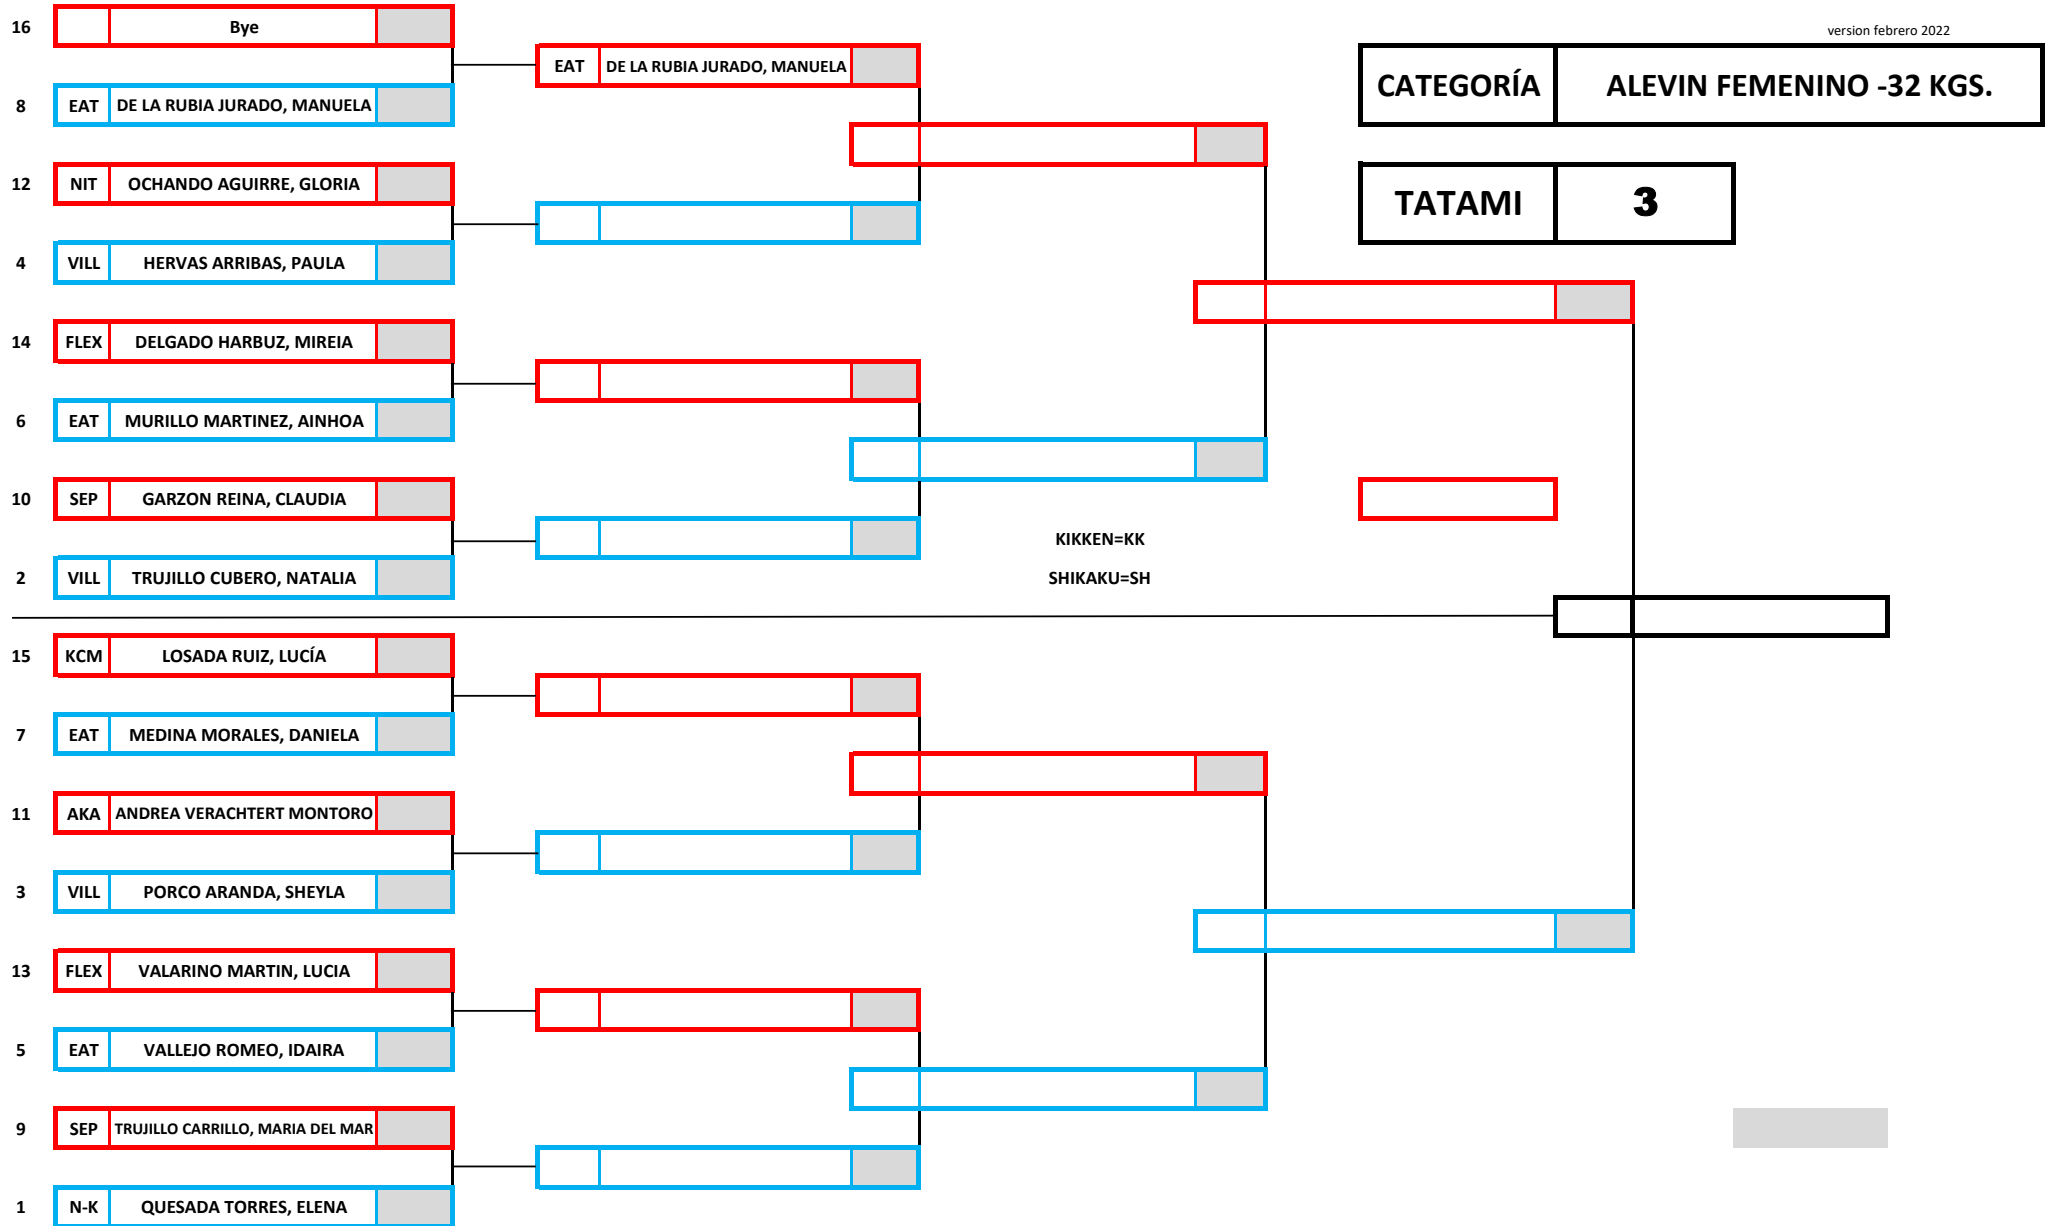 version febrero 2022
CATEGORÍA ALEVIN FEMENINO -32 KGS.
TATAMI 3
16 Bye
EAT DE LA RUBIA JURADO, MANUELA
8 EAT DE LA RUBIA JURADO, MANUELA
12 NIT OCHANDO AGUIRRE, GLORIA
4 VILL HERVAS ARRIBAS, PAULA
14 FLEX DELGADO HARBUZ, MIREIA
6 EAT MURILLO MARTINEZ, AINHOA
10 SEP GARZON REINA, CLAUDIA
KIKKEN=KK
2 VILL TRUJILLO CUBERO, NATALIA
SHIKAKU=SH
15 KCM LOSADA RUIZ, LUCÍA
7 EAT MEDINA MORALES, DANIELA
11 AKA ANDREA VERACHTERT MONTORO
3 VILL PORCO ARANDA, SHEYLA
13 FLEX VALARINO MARTIN, LUCIA
5 EAT VALLEJO ROMEO, IDAIRA
9 SEP TRUJILLO CARRILLO, MARIA DEL MAR
1 N-K QUESADA TORRES, ELENA